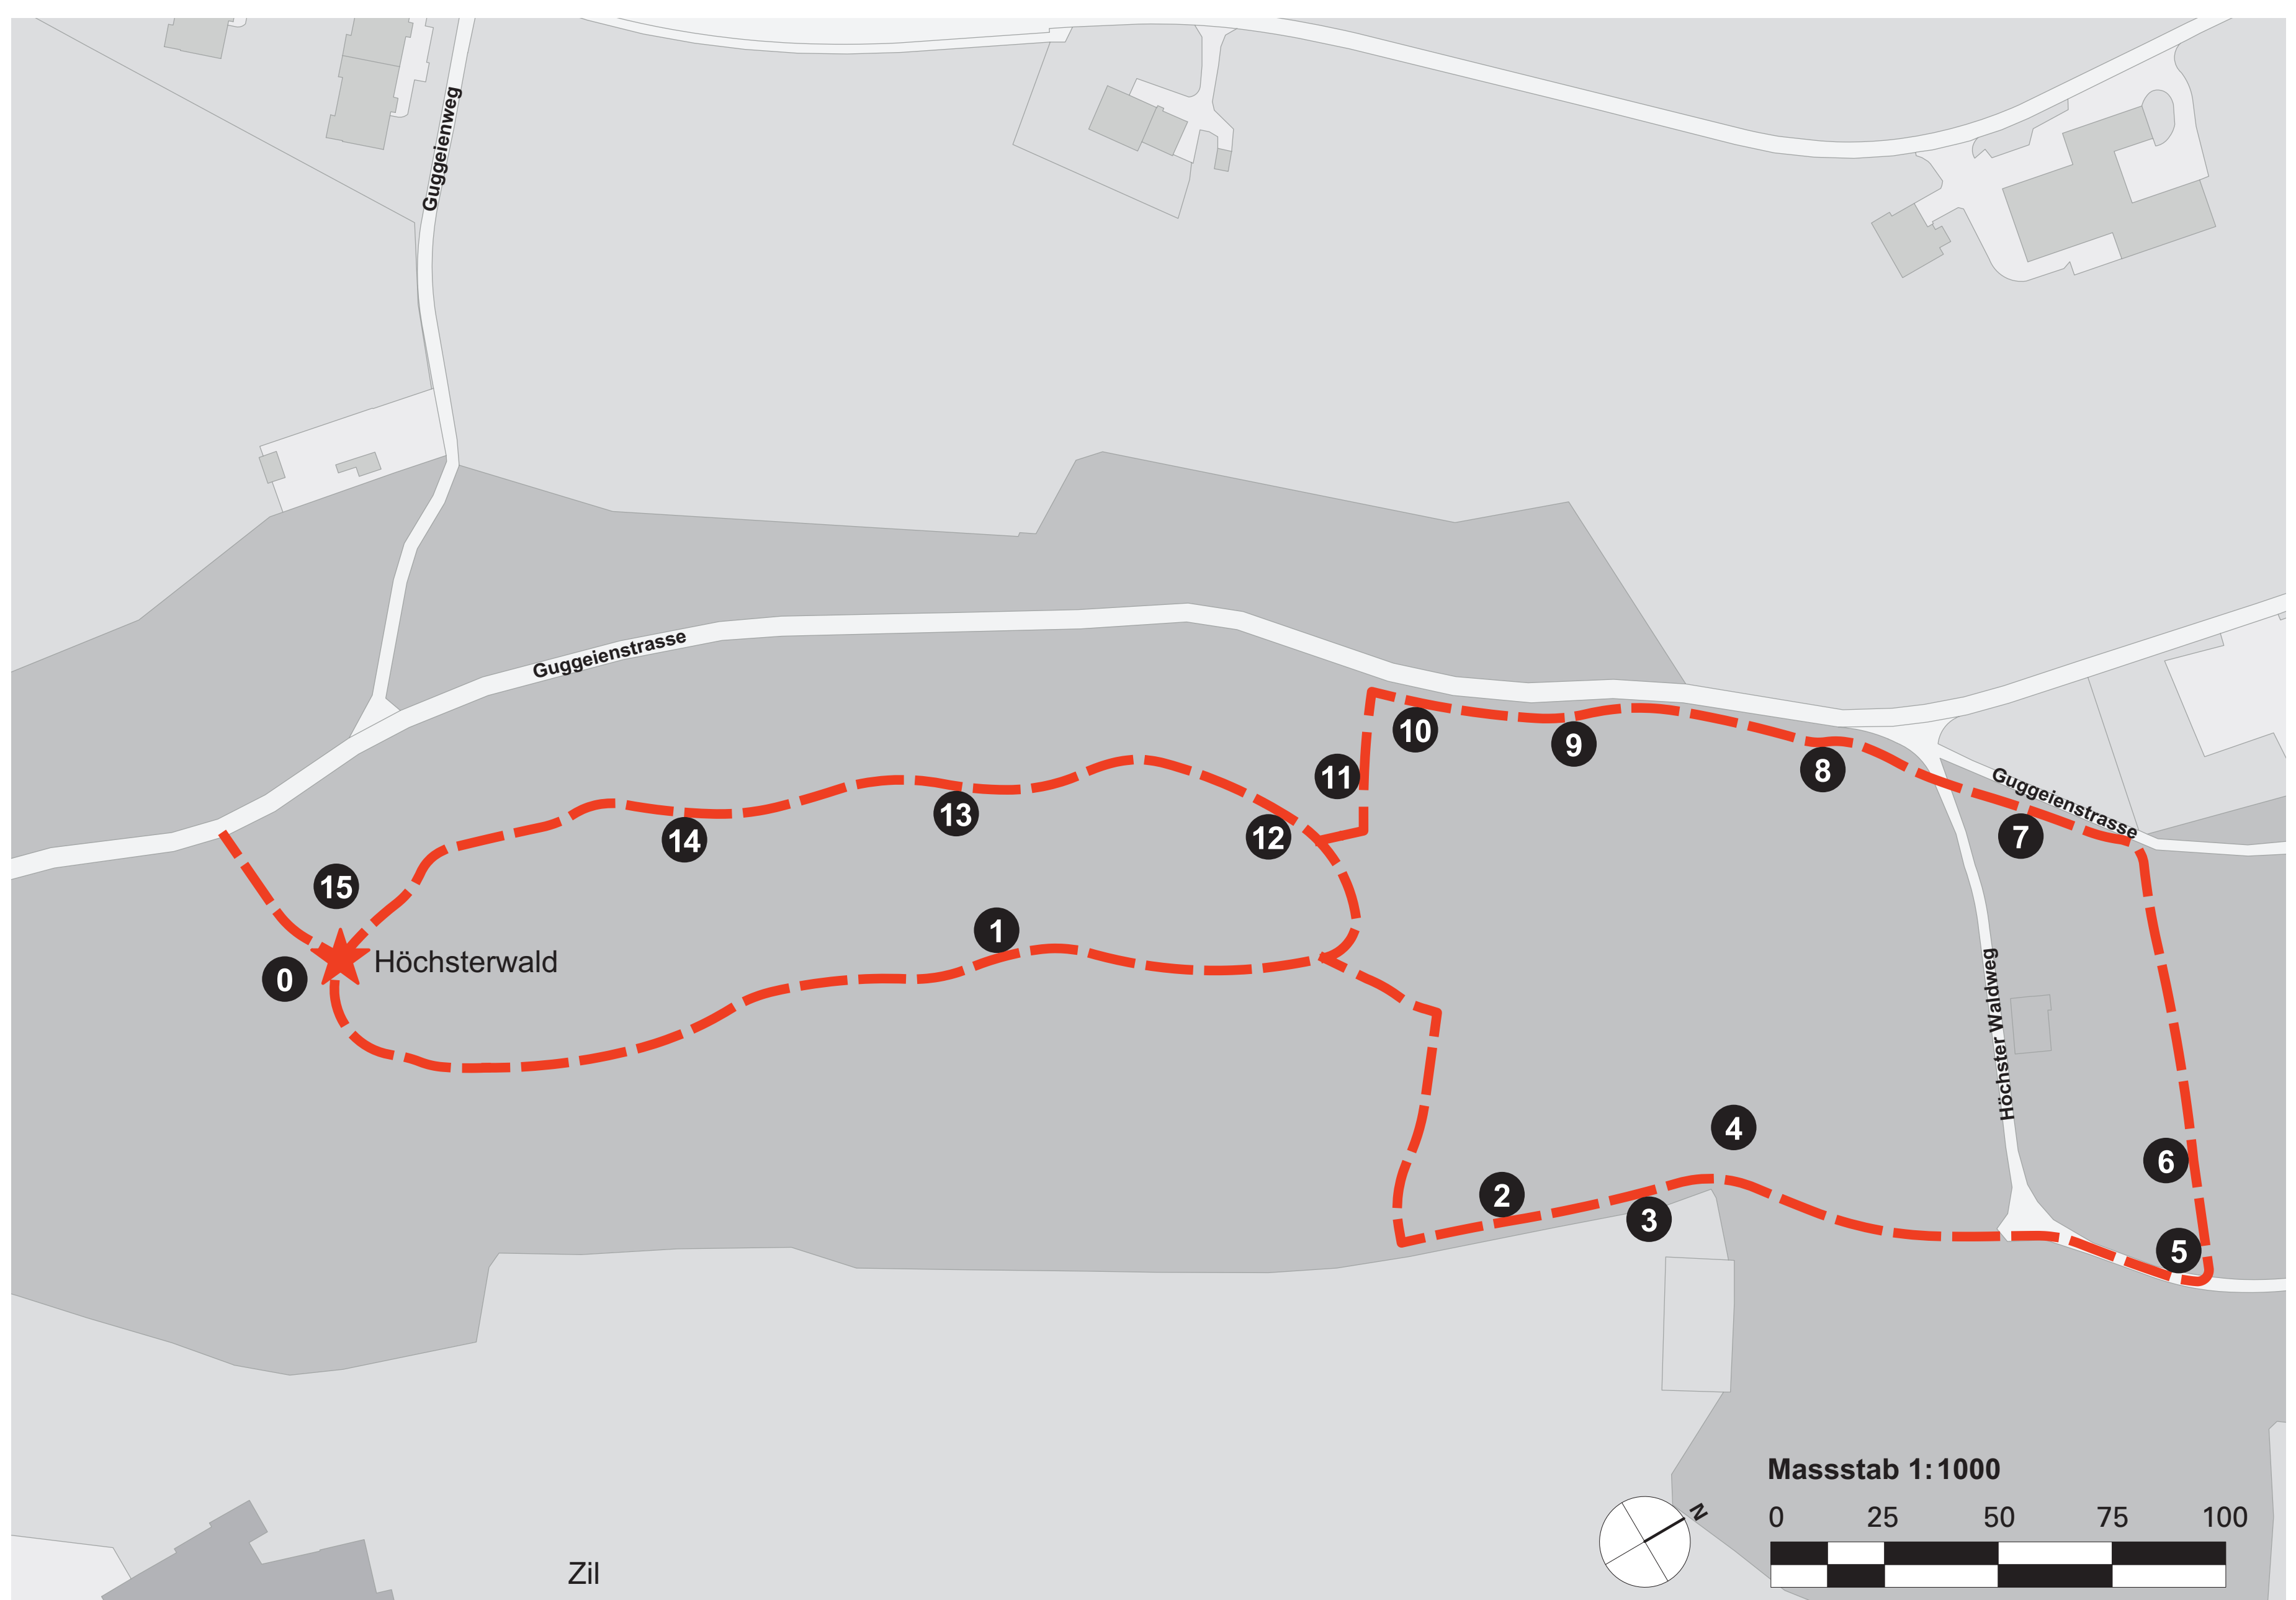 Guggeienweg
Guggeienstrasse
10
9
11
8
Guggeienstrasse
7
13
12
14
15
1
Höchsterwald
0
Höchster Waldweg
4
6
2
3
5
Massstab 1:1000
N
0 25 50 75 100
Zil